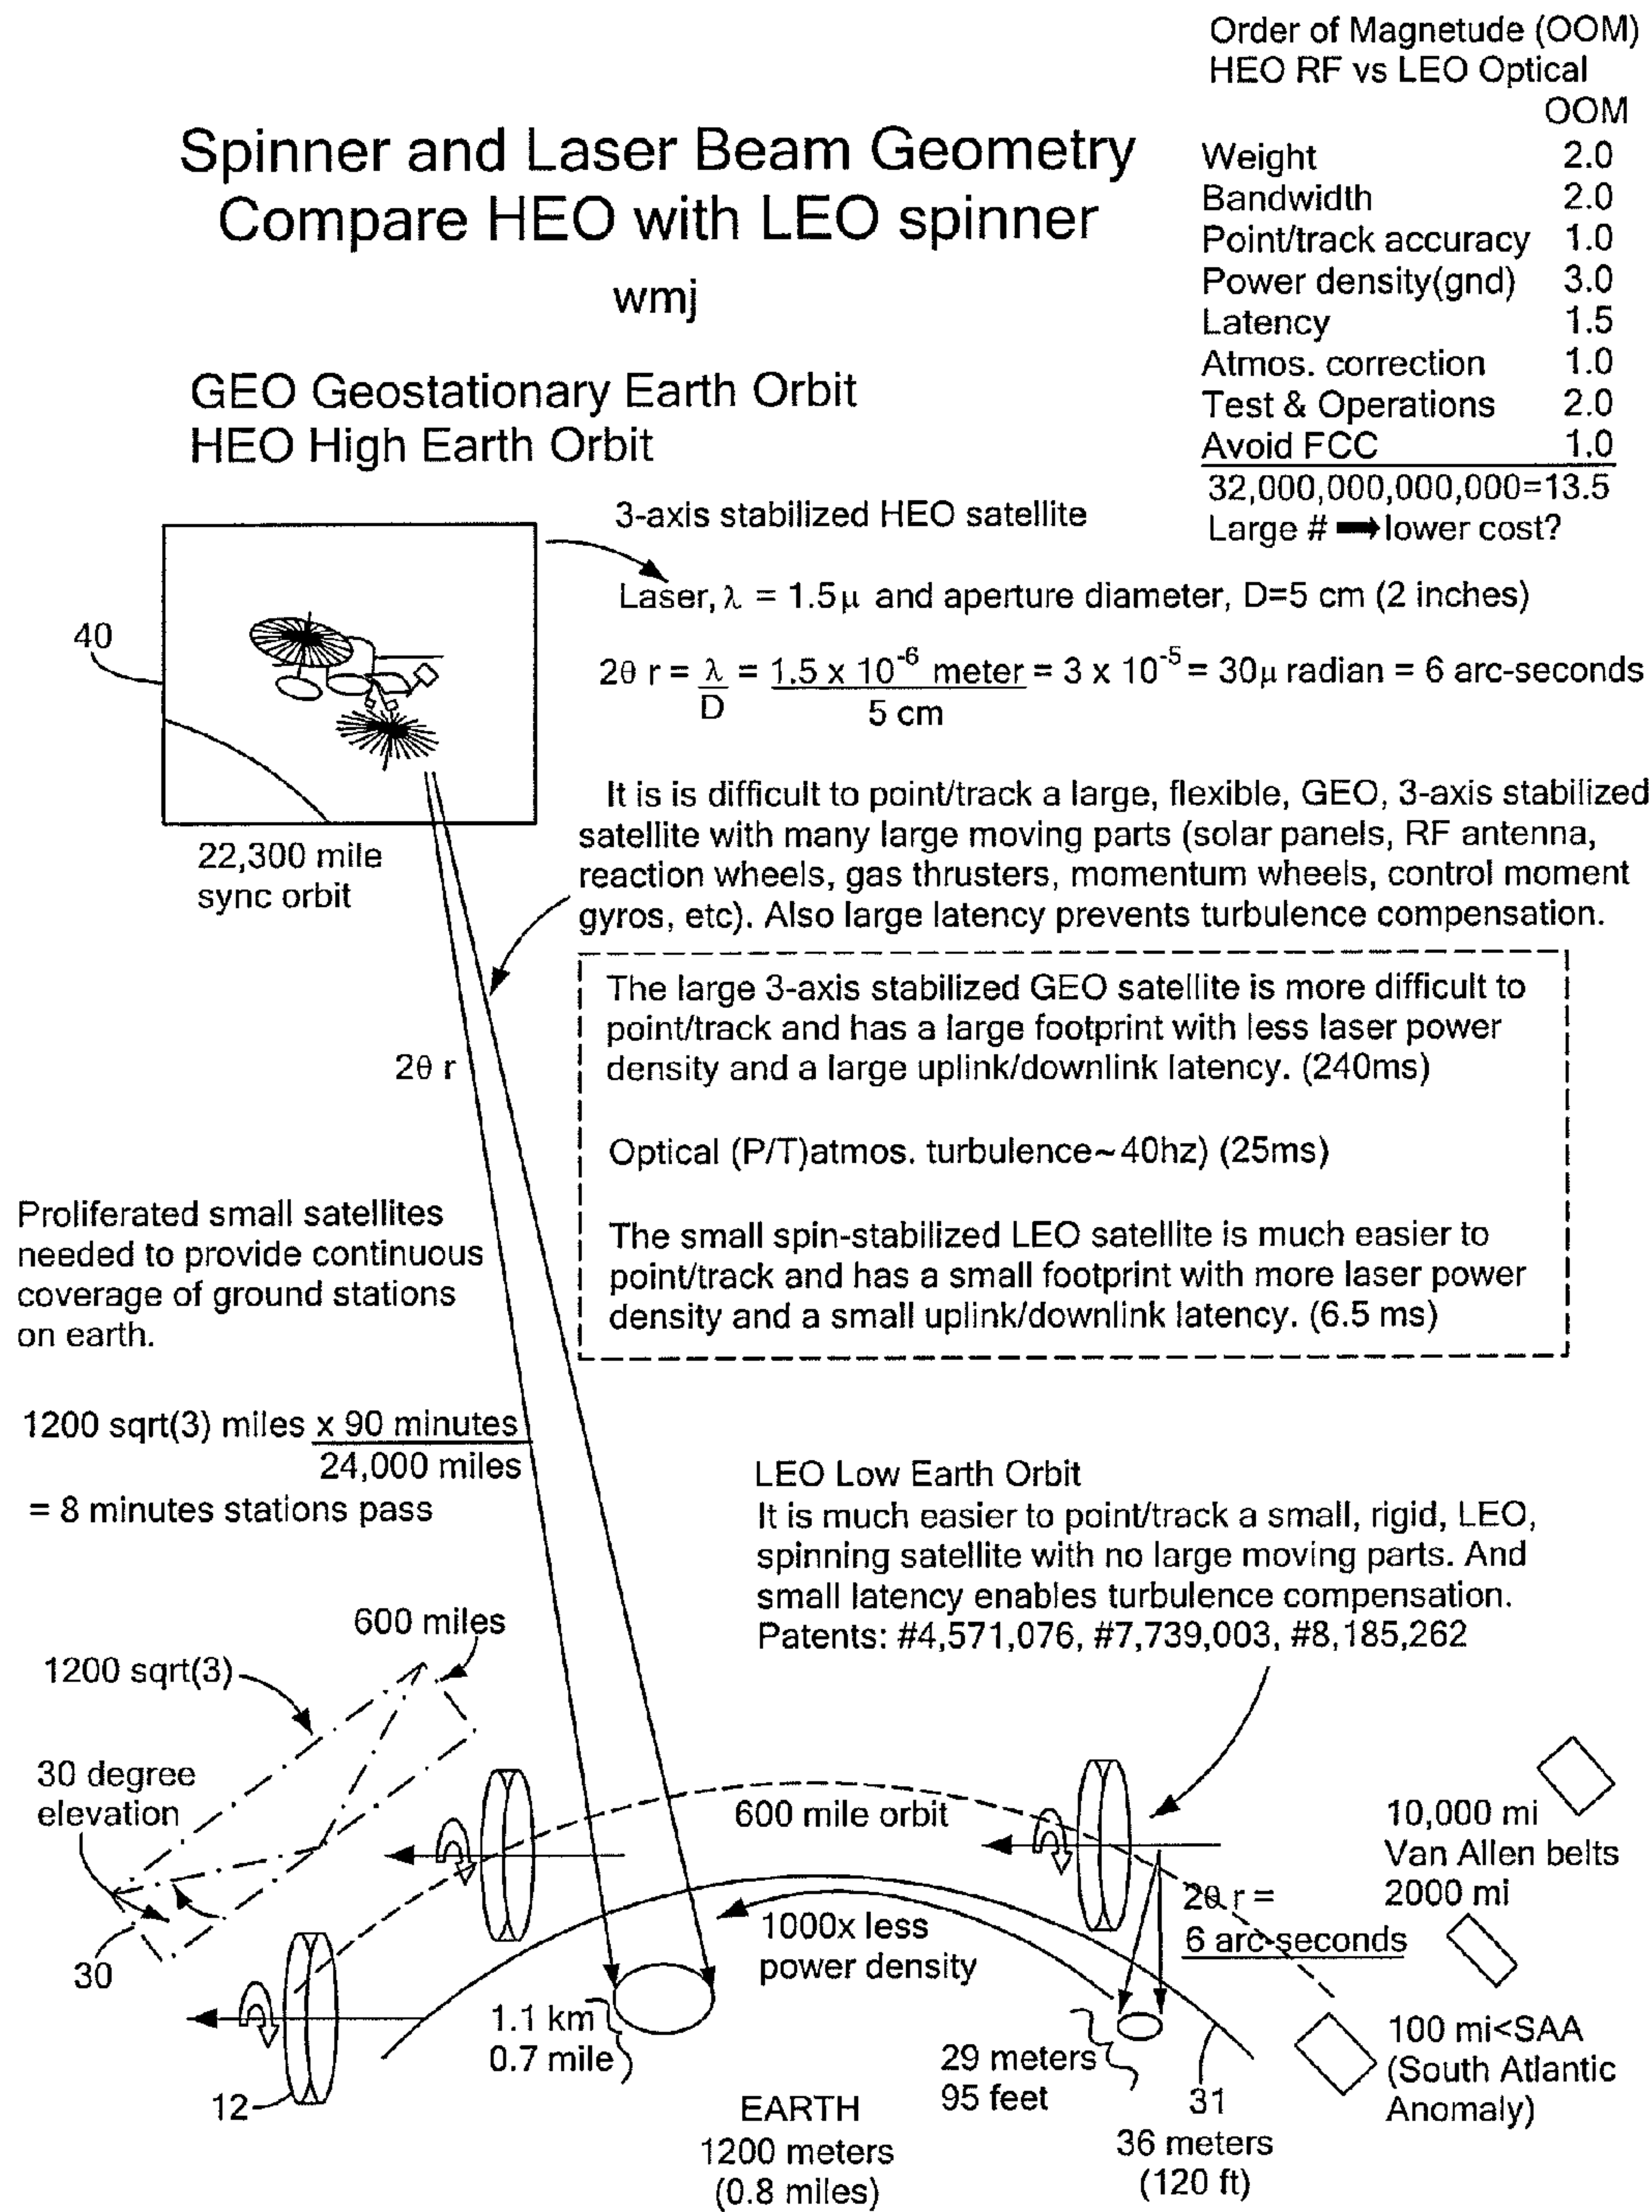 Order of Magnetude (OOM)
HEO RF vs LEO Optical
OOM
Weight 2.0
Bandwidth 2.0
Point/track accuracy 1.0
Power density(gnd) 3.0
Latency 1.5
Atmos. correction 1.0
Test & Operations 2.0
Avoid FCC 1.0
32,000,000,000,000=13.5
Large # ➡ lower cost?
Spinner and Laser Beam Geometry
Compare HEO with LEO spinner
wmj
GEO Geostationary Earth Orbit
HEO High Earth Orbit
3-axis stabilized HEO satellite
Laser, λ = 1.5μ and aperture diameter, D=5 cm (2 inches)
40
2θ r = λ/D = 1.5 x 10⁻⁶ meter/5 cm = 3 x 10⁻⁵ = 30μ radian = 6 arc-seconds
22,300 mile
sync orbit
It is is difficult to point/track a large, flexible, GEO, 3-axis stabilized
satellite with many large moving parts (solar panels, RF antenna,
reaction wheels, gas thrusters, momentum wheels, control moment
gyros, etc). Also large latency prevents turbulence compensation.
The large 3-axis stabilized GEO satellite is more difficult to
point/track and has a large footprint with less laser power
density and a large uplink/downlink latency. (240ms)
2θ r
Optical (P/T)atmos. turbulence~40hz) (25ms)
The small spin-stabilized LEO satellite is much easier to
point/track and has a small footprint with more laser power
density and a small uplink/downlink latency. (6.5 ms)
Proliferated small satellites
needed to provide continuous
coverage of ground stations
on earth.
1200 sqrt(3) miles x 90 minutes
24,000 miles
= 8 minutes stations pass
LEO Low Earth Orbit
It is much easier to point/track a small, rigid, LEO,
spinning satellite with no large moving parts. And
small latency enables turbulence compensation.
Patents: #4,571,076, #7,739,003, #8,185,262
600 miles
1200 sqrt(3)
30 degree
elevation
30
12
600 mile orbit
1000x less
power density
2θ r =
6 arc-seconds
10,000 mi
Van Allen belts
2000 mi
1.1 km
0.7 mile
29 meters
95 feet
31
36 meters
(120 ft)
100 mi<SAA
(South Atlantic
Anomaly)
EARTH
1200 meters
(0.8 miles)